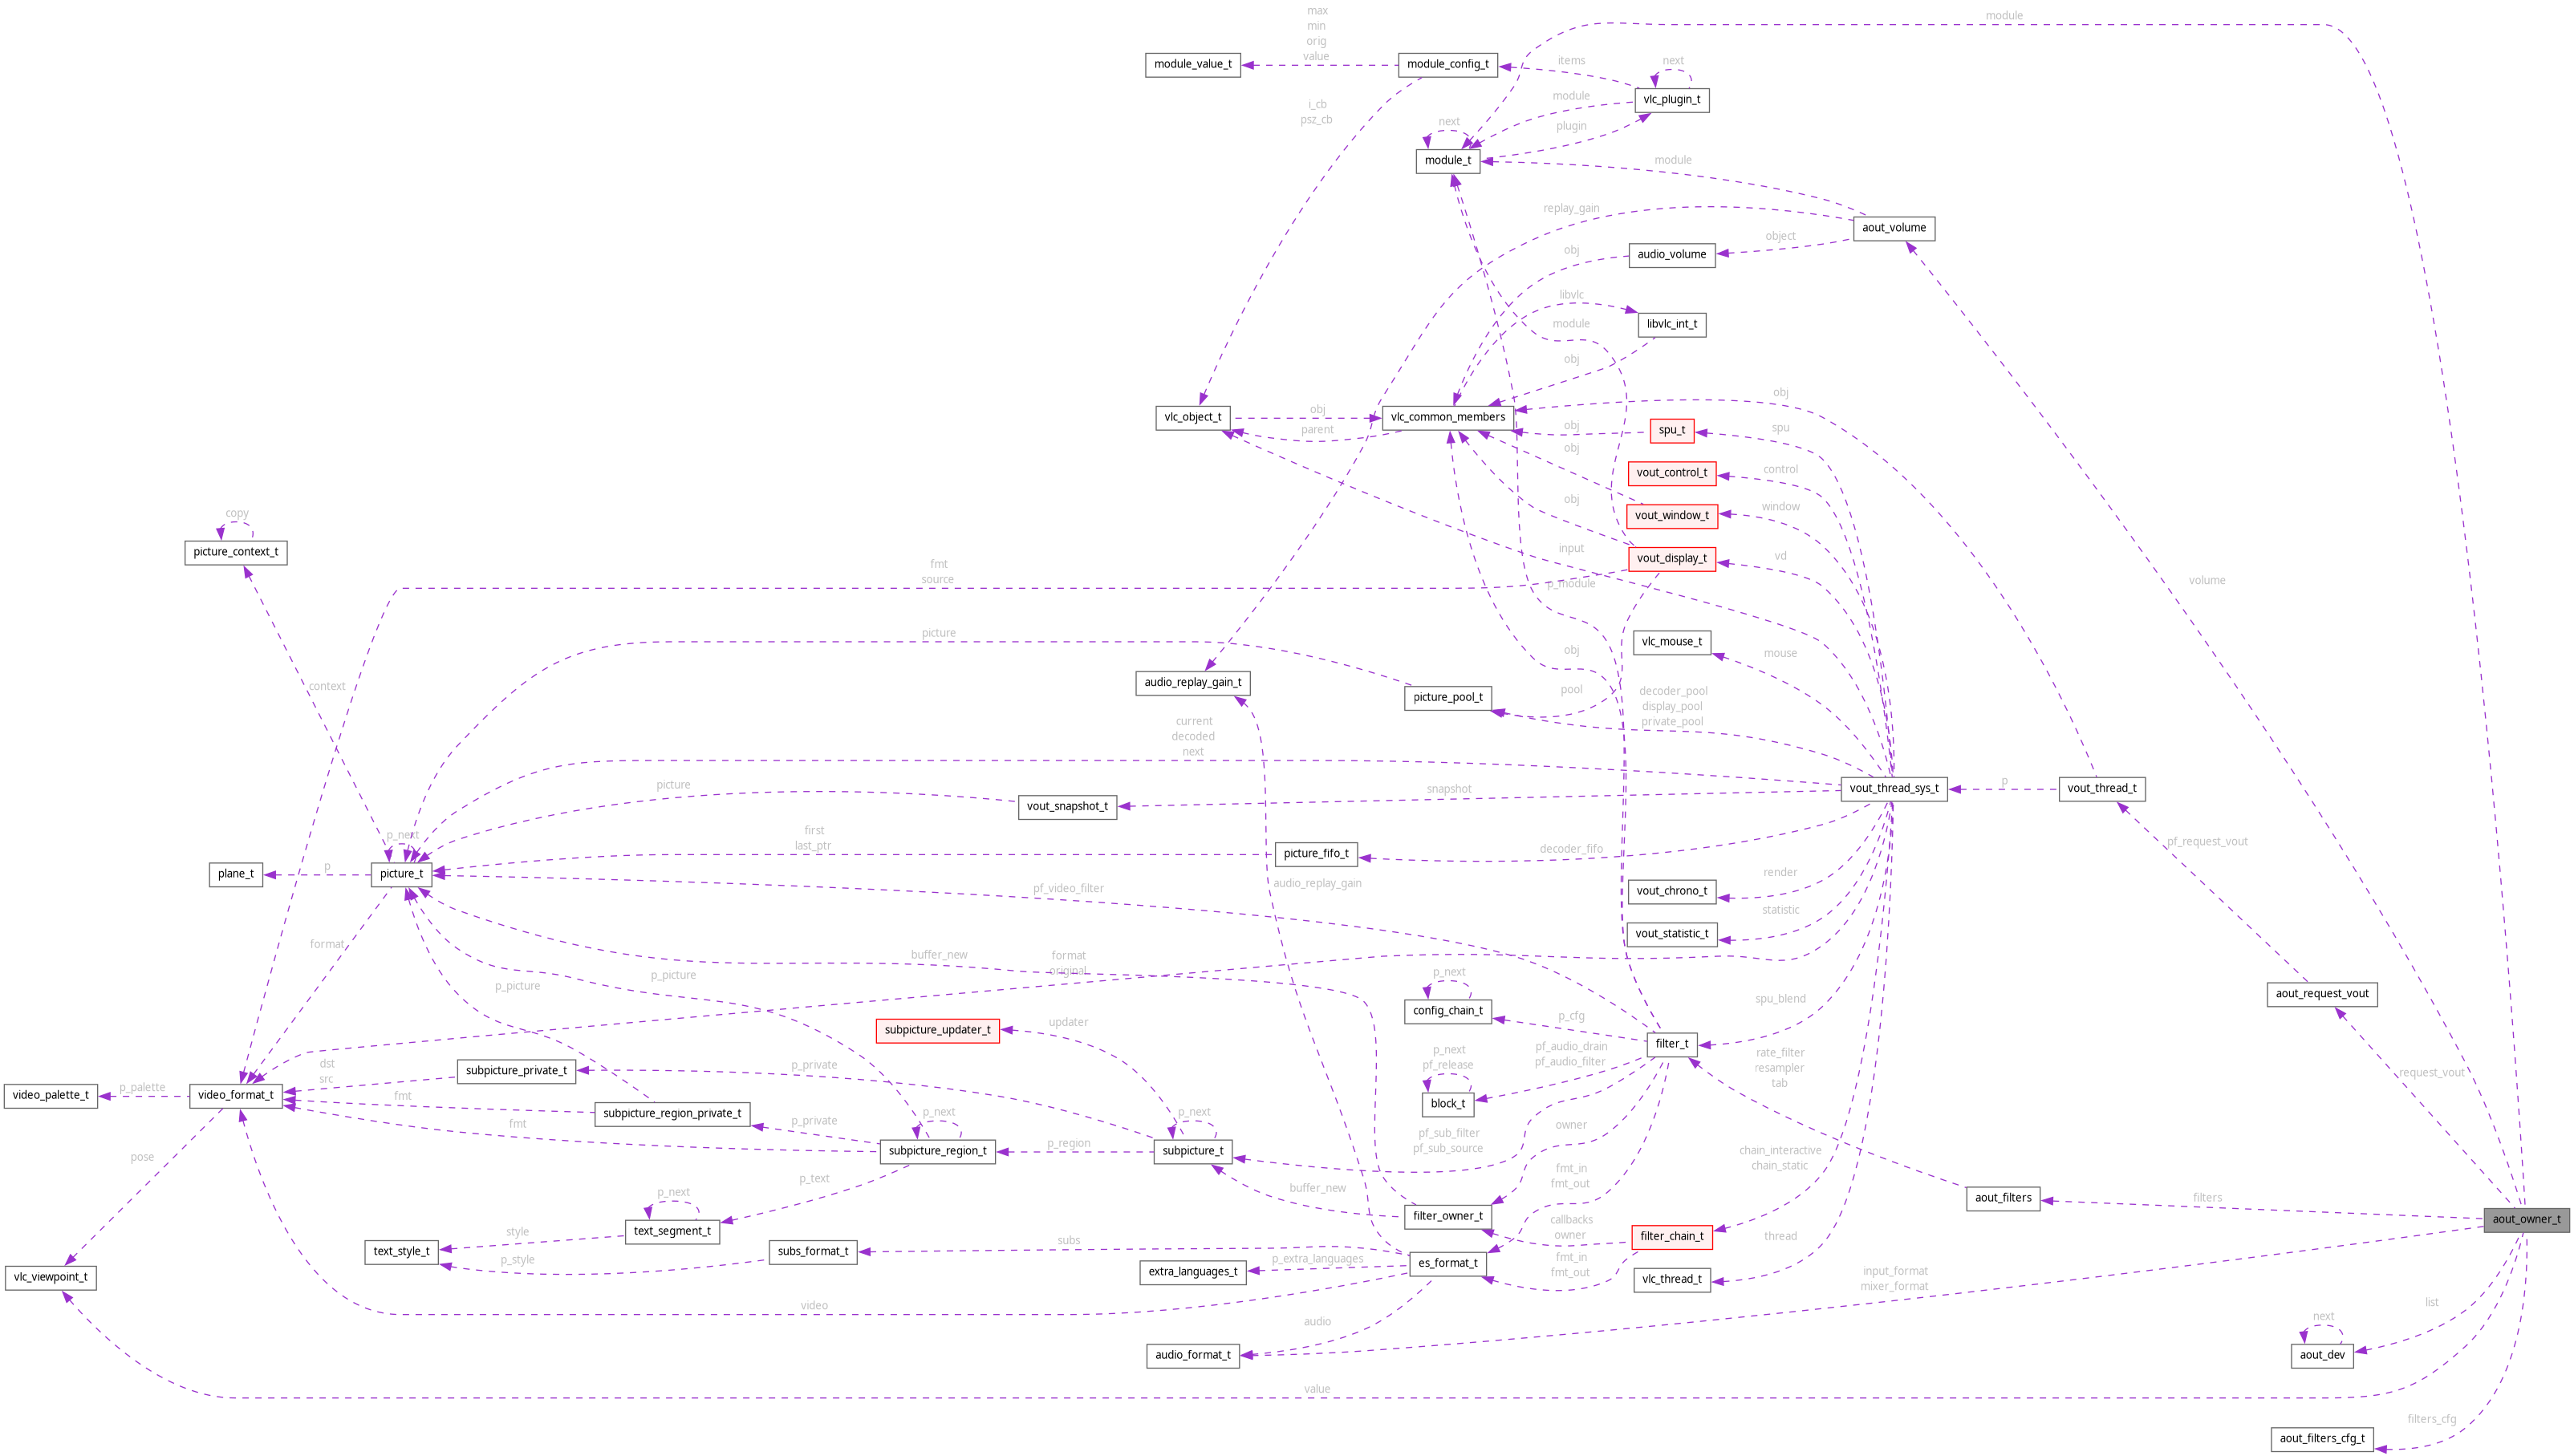 max
min
orig
value
module
module_value_t
module_config_t
items
next
vlc_plugin_t
i_cb
psz_cb
module
next
plugin
module_t
module
replay_gain
aout_volume
obj
object
audio_volume
libvlc
libvlc_int_t
module
obj
vlc_object_t
obj
parent
vlc_common_members
obj
obj
obj
spu_t
spu
vout_control_t
control
copy
picture_context_t
obj
vout_window_t
window
input
vout_display_t
vd
fmt
source
p_module
volume
picture
obj
vlc_mouse_t
mouse
context
audio_replay_gain_t
picture_pool_t
pool
decoder_pool
display_pool
private_pool
current
decoded
next
picture
vout_snapshot_t
snapshot
vout_thread_sys_t
p
vout_thread_t
p_next
first
last_ptr
picture_fifo_t
decoder_fifo
pf_request_vout
plane_t
p
picture_t
pf_video_filter
audio_replay_gain
vout_chrono_t
render
format
vout_statistic_t
statistic
buffer_new
format
original
p_picture
p_picture
p_next
config_chain_t
p_cfg
spu_blend
aout_request_vout
subpicture_updater_t
updater
filter_t
dst
src
subpicture_private_t
p_private
p_next
pf_release
pf_audio_drain
pf_audio_filter
rate_filter
resampler
tab
request_vout
video_palette_t
p_palette
video_format_t
fmt
subpicture_region_private_t
p_private
p_next
p_next
block_t
fmt
subpicture_region_t
p_region
subpicture_t
pf_sub_filter
pf_sub_source
owner
chain_interactive
chain_static
pose
p_text
buffer_new
fmt_in
fmt_out
p_next
text_segment_t
filter_owner_t
aout_filters
filters
aout_owner_t
text_style_t
style
p_style
subs_format_t
subs
callbacks
owner
filter_chain_t
thread
vlc_viewpoint_t
extra_languages_t
p_extra_languages
es_format_t
fmt_in
fmt_out
vlc_thread_t
input_format
mixer_format
video
audio
list
next
audio_format_t
aout_dev
value
filters_cfg
aout_filters_cfg_t